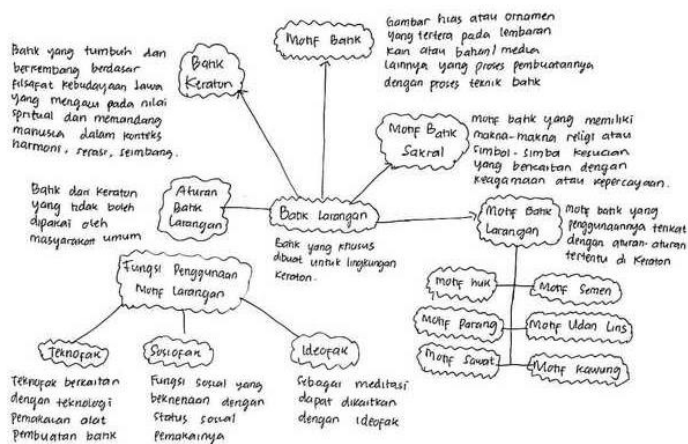 Batik yang tumbuh dan
berkembang berdasar
filsafat kebudayaan Jawa
yang mengacu pada nilai
spritual dan memandang
manusia dalam konteks
harmoni, serasi, seimbang.
Batik
Keraton
Motif Batik
Gambar hias atau ornamen
yang tertera pada lembaran
kain atau bahan/media
lainnya yang proses pembuatannya
dengan proses teknik batik
Motif Batik
Sakral
motif batik yang memiliki
makna-makna religi atau
simbol-simbol kesucian
yang berkaitan dengan
keagamaan atau kepercayaan.
Batik dari Keraton
yang tidak boleh
dipakai oleh
masyarakat umum
Aturan
Batik
Larangan
Batik Larangan
Batik yang khusus
dibuat untuk lingkungan
Keraton.
Motif Batik
Larangan
Motif batik yang
penggunaannya terikat
dengan aturan-aturan
tertentu di Keraton
Motif huk
Motif Semen
Motif Parang
Motif Udan Liris
Motif Sawat
Motif Kawung
Fungsi Penggunaan
Motif Larangan
Teknofak
Sosiofak
Ideofak
Teknofak berkaitan
dengan teknologi
pemakaian alat
pembuatan batik
Fungsi sosial yang
berkenaan dengan
status sosial
pemakainya
Sebagai meditasi
dapat dikaitkan
dengan Ideofak